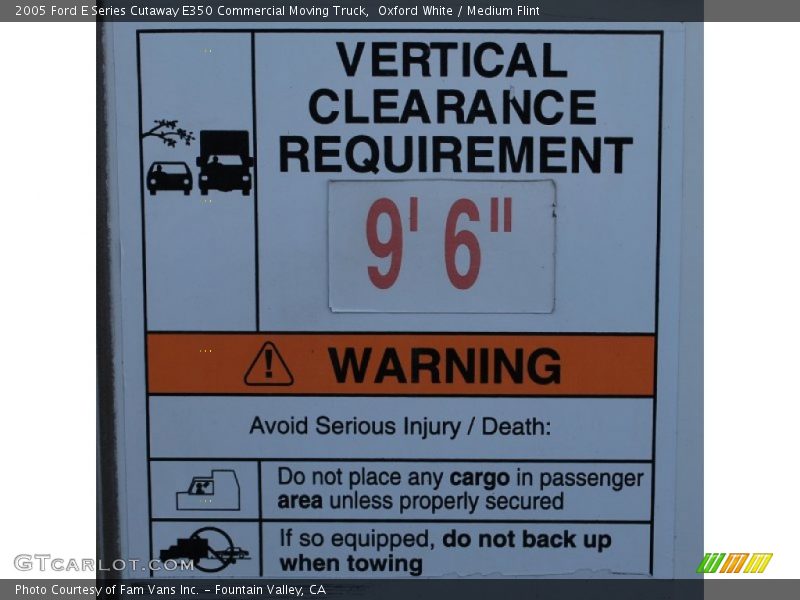 2005 Ford E Series Cutaway E350 Commercial Moving Truck, Oxford White / Medium Flint
VERTICAL
CLEARANCE
REQUIREMENT
9' 6"
WARNING
Avoid Serious Injury / Death:
Do not place any cargo in passenger
area unless properly secured
If so equipped, do not back up
when towing
GTCARLOT.COM
Photo Courtesy of Fam Vans Inc. - Fountain Valley, CA